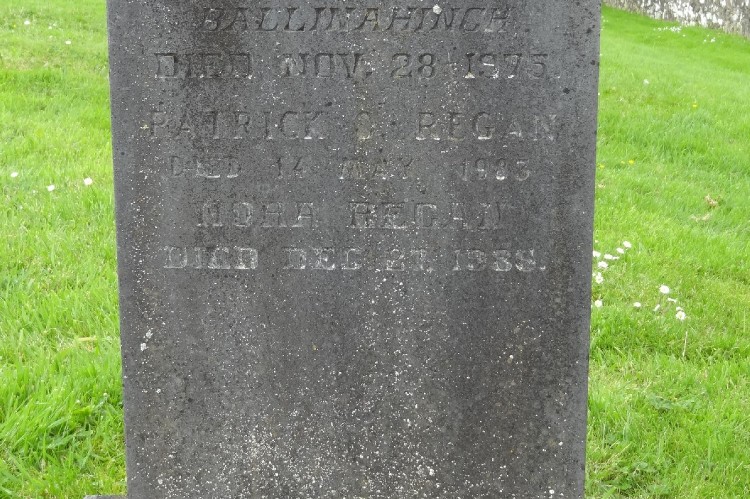 BALLINAHINCH
DIED NOV. 28 1975.
PATRICK O. REGAN
DIED 14 MAY, 1983
NORA REGAN
DIED DEC 27, 1988.